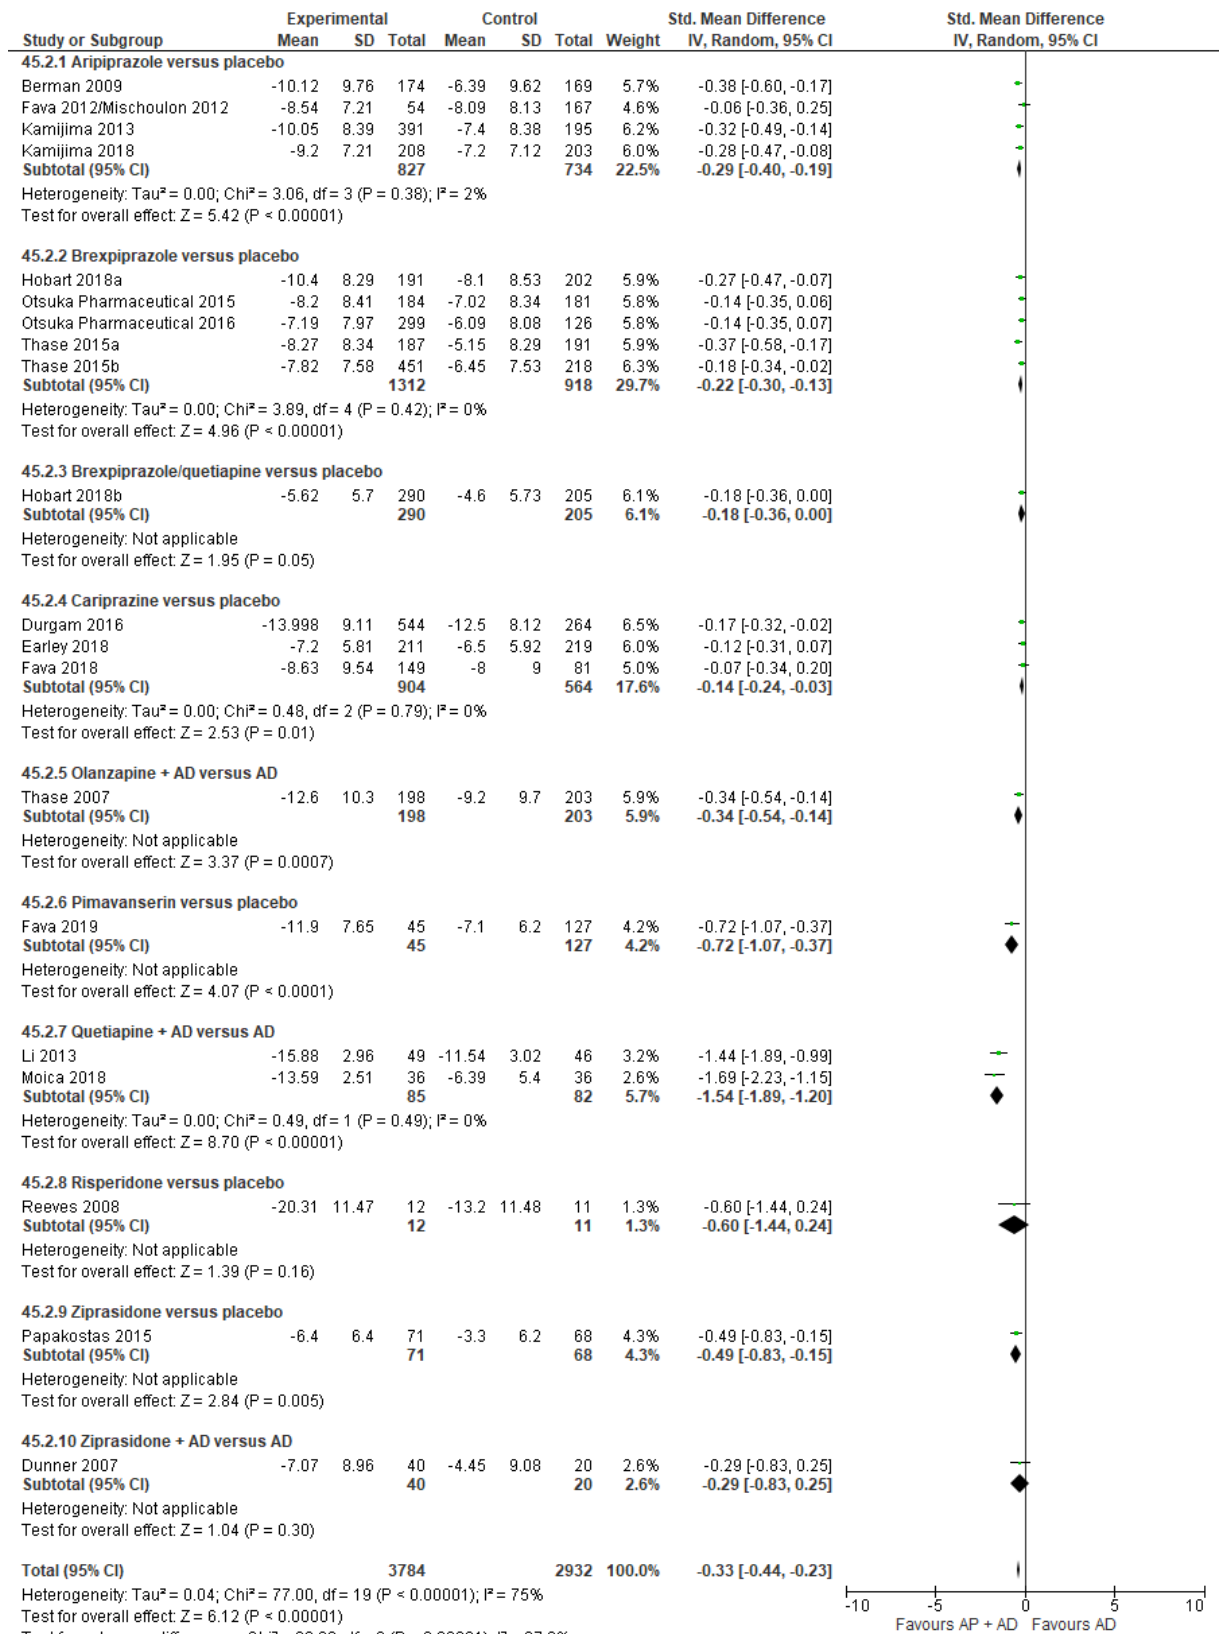 Experimental Control Std. Mean Difference Std. Mean Difference
Study or Subgroup Mean SD Total Mean SD Total Weight IV, Random, 95% CI IV, Random, 95% CI
45.2.1 Aripiprazole versus placebo
Berman 2009 -10.12 9.76 174 -6.39 9.62 169 5.7% -0.38 [-0.60, -0.17]
Fava 2012/Mischoulon 2012 -8.54 7.21 54 -8.09 8.13 167 4.6% -0.06 [-0.36, 0.25]
Kamijima 2013 -10.05 8.39 391 -7.4 8.38 195 6.2% -0.32 [-0.49, -0.14]
Kamijima 2018 -9.2 7.21 208 -7.2 7.12 203 6.0% -0.28 [-0.47, -0.08]
Subtotal (95% CI) 827 734 22.5% -0.29 [-0.40, -0.19]
Heterogeneity: Tau² = 0.00; Chi² = 3.06, df = 3 (P = 0.38); I² = 2%
Test for overall effect: Z = 5.42 (P < 0.00001)
45.2.2 Brexpiprazole versus placebo
Hobart 2018a -10.4 8.29 191 -8.1 8.53 202 5.9% -0.27 [-0.47, -0.07]
Otsuka Pharmaceutical 2015 -8.2 8.41 184 -7.02 8.34 181 5.8% -0.14 [-0.35, 0.06]
Otsuka Pharmaceutical 2016 -7.19 7.97 299 -6.09 8.08 126 5.8% -0.14 [-0.35, 0.07]
Thase 2015a -8.27 8.34 187 -5.15 8.29 191 5.9% -0.37 [-0.58, -0.17]
Thase 2015b -7.82 7.58 451 -6.45 7.53 218 6.3% -0.18 [-0.34, -0.02]
Subtotal (95% CI) 1312 918 29.7% -0.22 [-0.30, -0.13]
Heterogeneity: Tau² = 0.00; Chi² = 3.89, df = 4 (P = 0.42); I² = 0%
Test for overall effect: Z = 4.96 (P < 0.00001)
45.2.3 Brexpiprazole/quetiapine versus placebo
Hobart 2018b -5.62 5.7 290 -4.6 5.73 205 6.1% -0.18 [-0.36, 0.00]
Subtotal (95% CI) 290 205 6.1% -0.18 [-0.36, 0.00]
Heterogeneity: Not applicable
Test for overall effect: Z = 1.95 (P = 0.05)
45.2.4 Cariprazine versus placebo
Durgam 2016 -13.998 9.11 544 -12.5 8.12 264 6.5% -0.17 [-0.32, -0.02]
Earley 2018 -7.2 5.81 211 -6.5 5.92 219 6.0% -0.12 [-0.31, 0.07]
Fava 2018 -8.63 9.54 149 -8 9 81 5.0% -0.07 [-0.34, 0.20]
Subtotal (95% CI) 904 564 17.6% -0.14 [-0.24, -0.03]
Heterogeneity: Tau² = 0.00; Chi² = 0.48, df = 2 (P = 0.79); I² = 0%
Test for overall effect: Z = 2.53 (P = 0.01)
45.2.5 Olanzapine + AD versus AD
Thase 2007 -12.6 10.3 198 -9.2 9.7 203 5.9% -0.34 [-0.54, -0.14]
Subtotal (95% CI) 198 203 5.9% -0.34 [-0.54, -0.14]
Heterogeneity: Not applicable
Test for overall effect: Z = 3.37 (P = 0.0007)
45.2.6 Pimavanserin versus placebo
Fava 2019 -11.9 7.65 45 -7.1 6.2 127 4.2% -0.72 [-1.07, -0.37]
Subtotal (95% CI) 45 127 4.2% -0.72 [-1.07, -0.37]
Heterogeneity: Not applicable
Test for overall effect: Z = 4.07 (P < 0.0001)
45.2.7 Quetiapine + AD versus AD
Li 2013 -15.88 2.96 49 -11.54 3.02 46 3.2% -1.44 [-1.89, -0.99]
Moica 2018 -13.59 2.51 36 -6.39 5.4 36 2.6% -1.69 [-2.23, -1.15]
Subtotal (95% CI) 85 82 5.7% -1.54 [-1.89, -1.20]
Heterogeneity: Tau² = 0.00; Chi² = 0.49, df = 1 (P = 0.49); I² = 0%
Test for overall effect: Z = 8.70 (P < 0.00001)
45.2.8 Risperidone versus placebo
Reeves 2008 -20.31 11.47 12 -13.2 11.48 11 1.3% -0.60 [-1.44, 0.24]
Subtotal (95% CI) 12 11 1.3% -0.60 [-1.44, 0.24]
Heterogeneity: Not applicable
Test for overall effect: Z = 1.39 (P = 0.16)
45.2.9 Ziprasidone versus placebo
Papakostas 2015 -6.4 6.4 71 -3.3 6.2 68 4.3% -0.49 [-0.83, -0.15]
Subtotal (95% CI) 71 68 4.3% -0.49 [-0.83, -0.15]
Heterogeneity: Not applicable
Test for overall effect: Z = 2.84 (P = 0.005)
45.2.10 Ziprasidone + AD versus AD
Dunner 2007 -7.07 8.96 40 -4.45 9.08 20 2.6% -0.29 [-0.83, 0.25]
Subtotal (95% CI) 40 20 2.6% -0.29 [-0.83, 0.25]
Heterogeneity: Not applicable
Test for overall effect: Z = 1.04 (P = 0.30)
Total (95% CI) 3784 2932 100.0% -0.33 [-0.44, -0.23]
Heterogeneity: Tau² = 0.04; Chi² = 77.00, df = 19 (P < 0.00001); I² = 75%
Test for overall effect: Z = 6.12 (P < 0.00001)
-10 -5 0 5 10
Favours AP + AD Favours AD